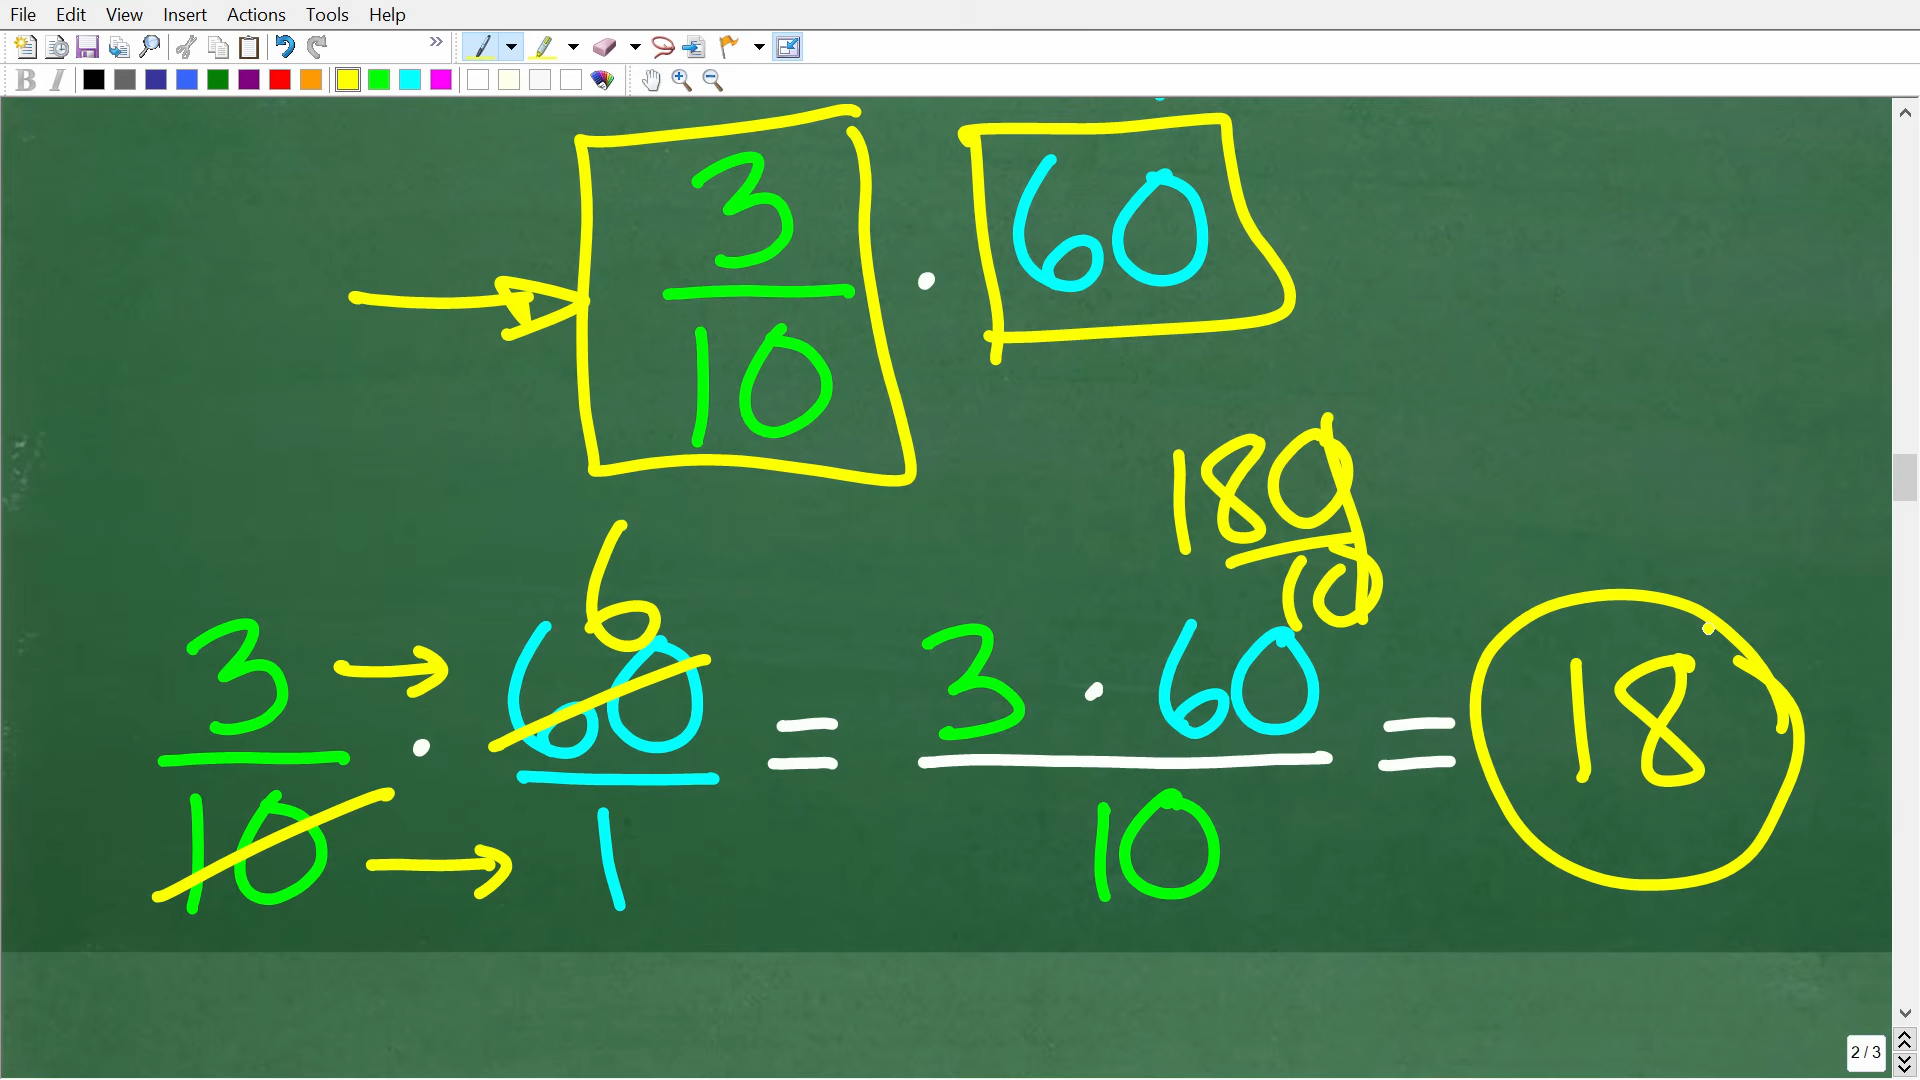 File Edit View Insert Actions Tools Help
B I
3/10 · 60
180/10
6
3/10 · 60/1 = 3 · 60/10 = 18
2 / 3